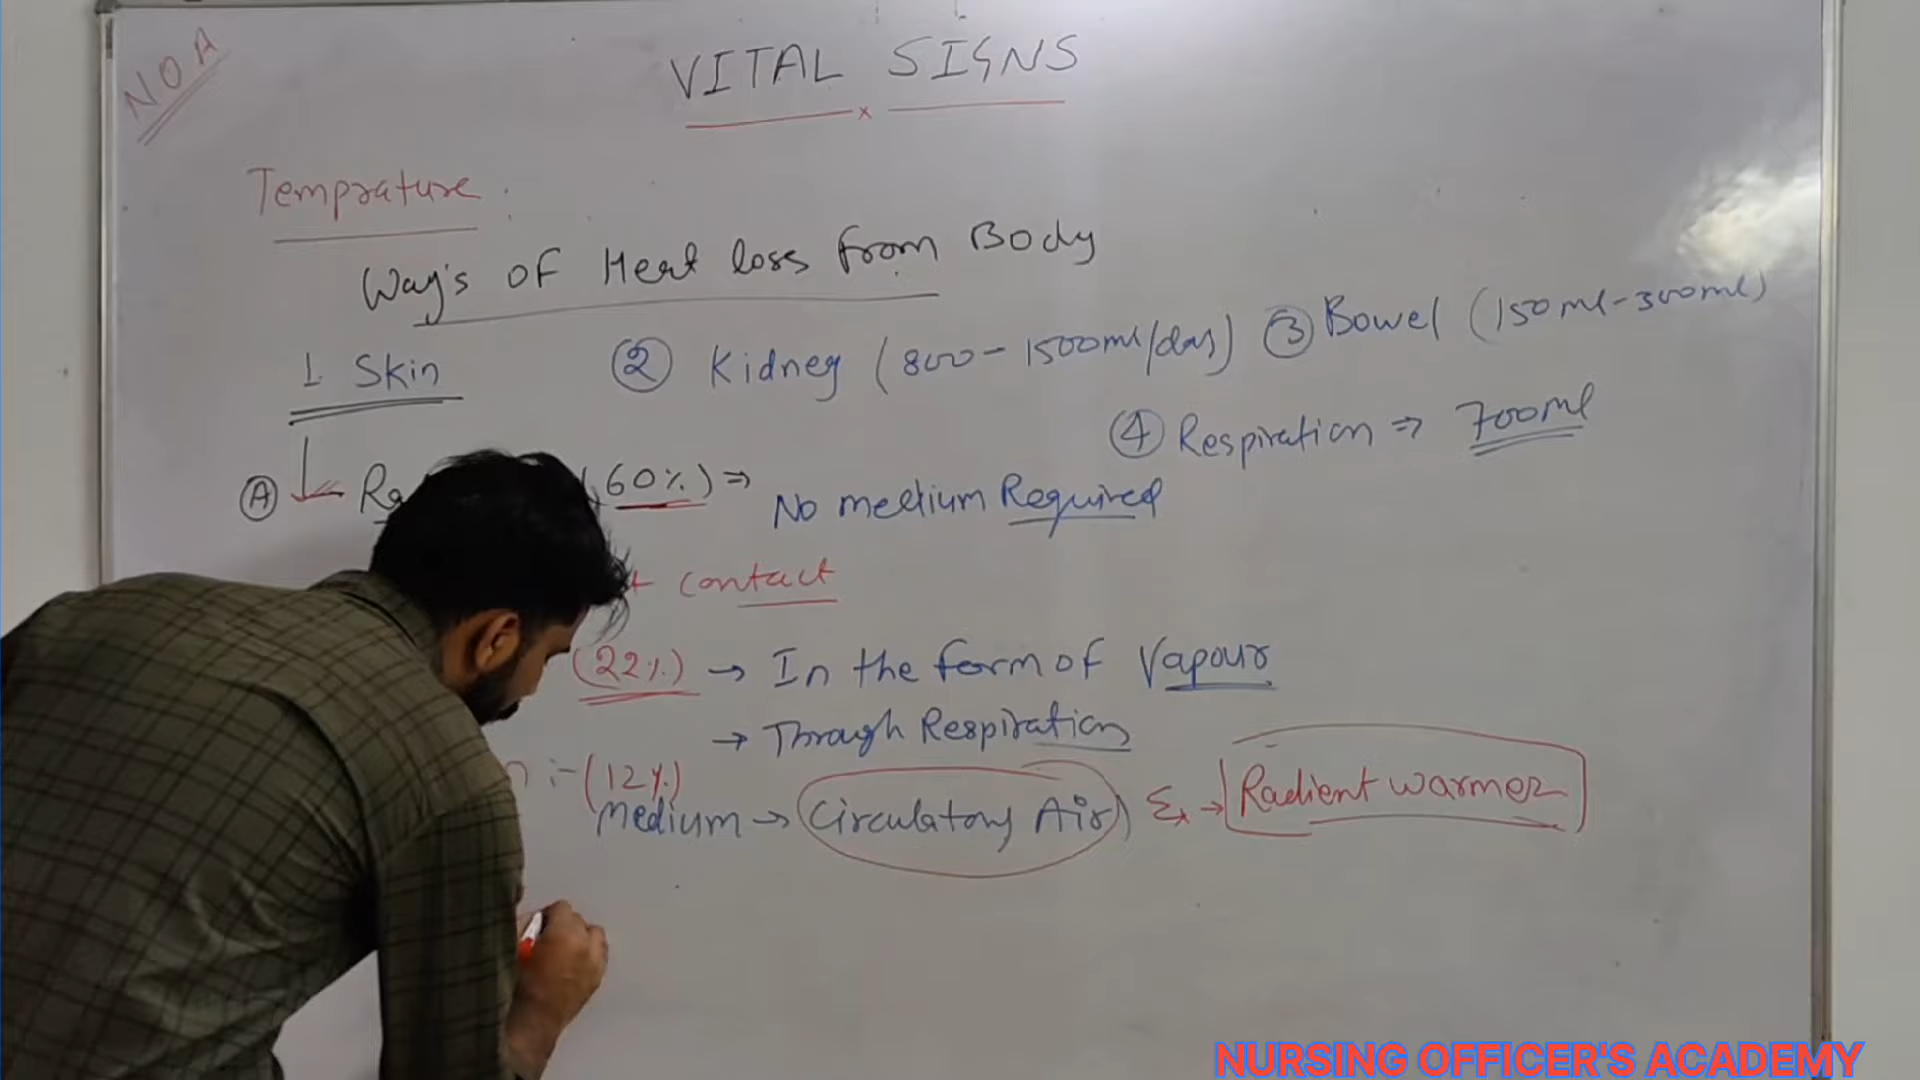 NOA
VITAL SIGNS
Temprature :
Way's OF Heat loss from Body
1. Skin
② Kidney (800-1500ml/day)
③ Bowel (150ml-300ml)
④ Respiration ⇒ 700ml
Ⓐ (60%) ⇒ No medium Required
contact
(22%) → In the form of Vapour
→ Through Respiration
:- (12%)
Medium → Circulatory Air Ex → Radient warmer
NURSING OFFICER'S ACADEMY